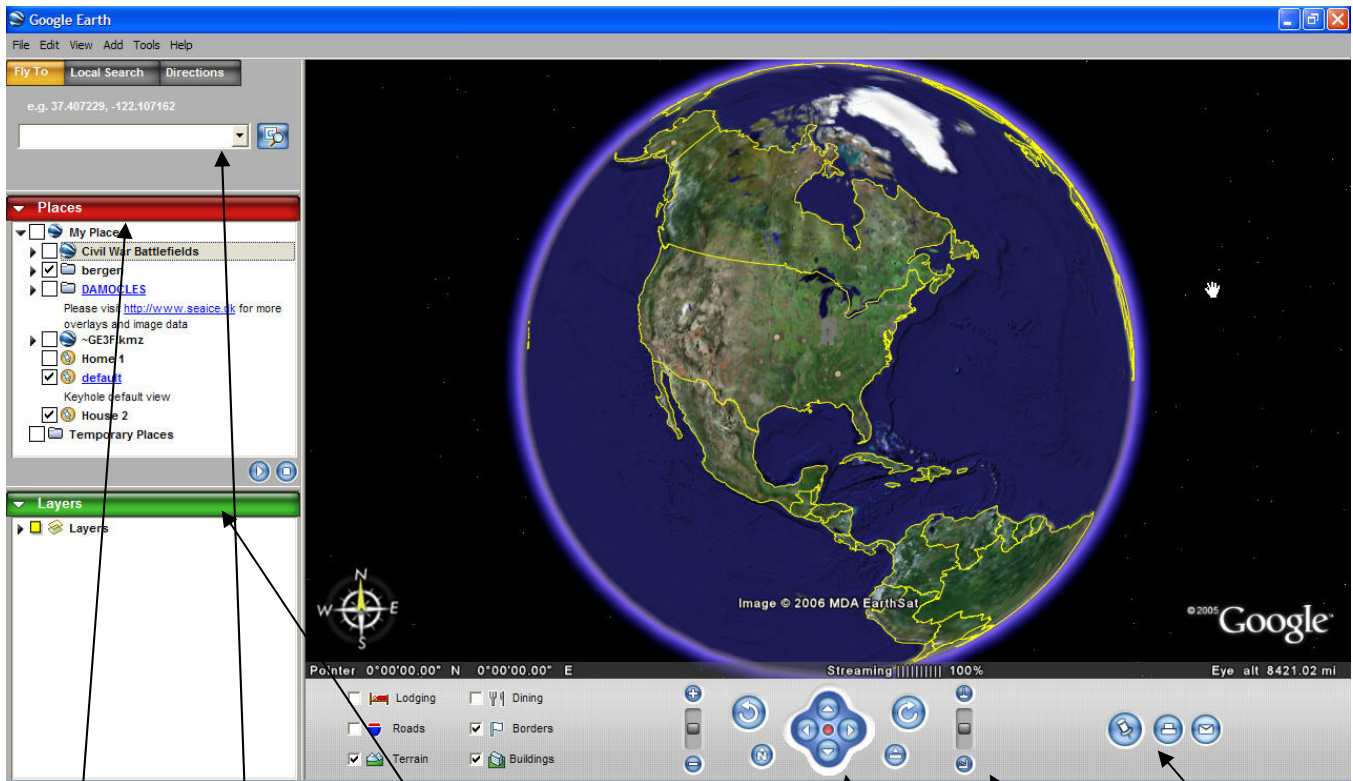 Google Earth
File Edit View Add Tools Help
Fly To Local Search Directions
e.g. 37.407229, -122.107162
Places
My Places
Civil War Battlefields
bergen
DAMOCLES
Please visit http://www.seaice.dk for more
overlays and image data
~GE3F.kmz
Home 1
default
Keyhole default view
House 2
Temporary Places
Layers
Layers
N
W E
S
Image © 2006 MDA EarthSat
©2005 Google
Pointer 0°00'00.00" N 0°00'00.00" E Streaming |||||||||| 100% Eye alt 8421.02 mi
Lodging Dining
Roads Borders
Terrain Buildings
N